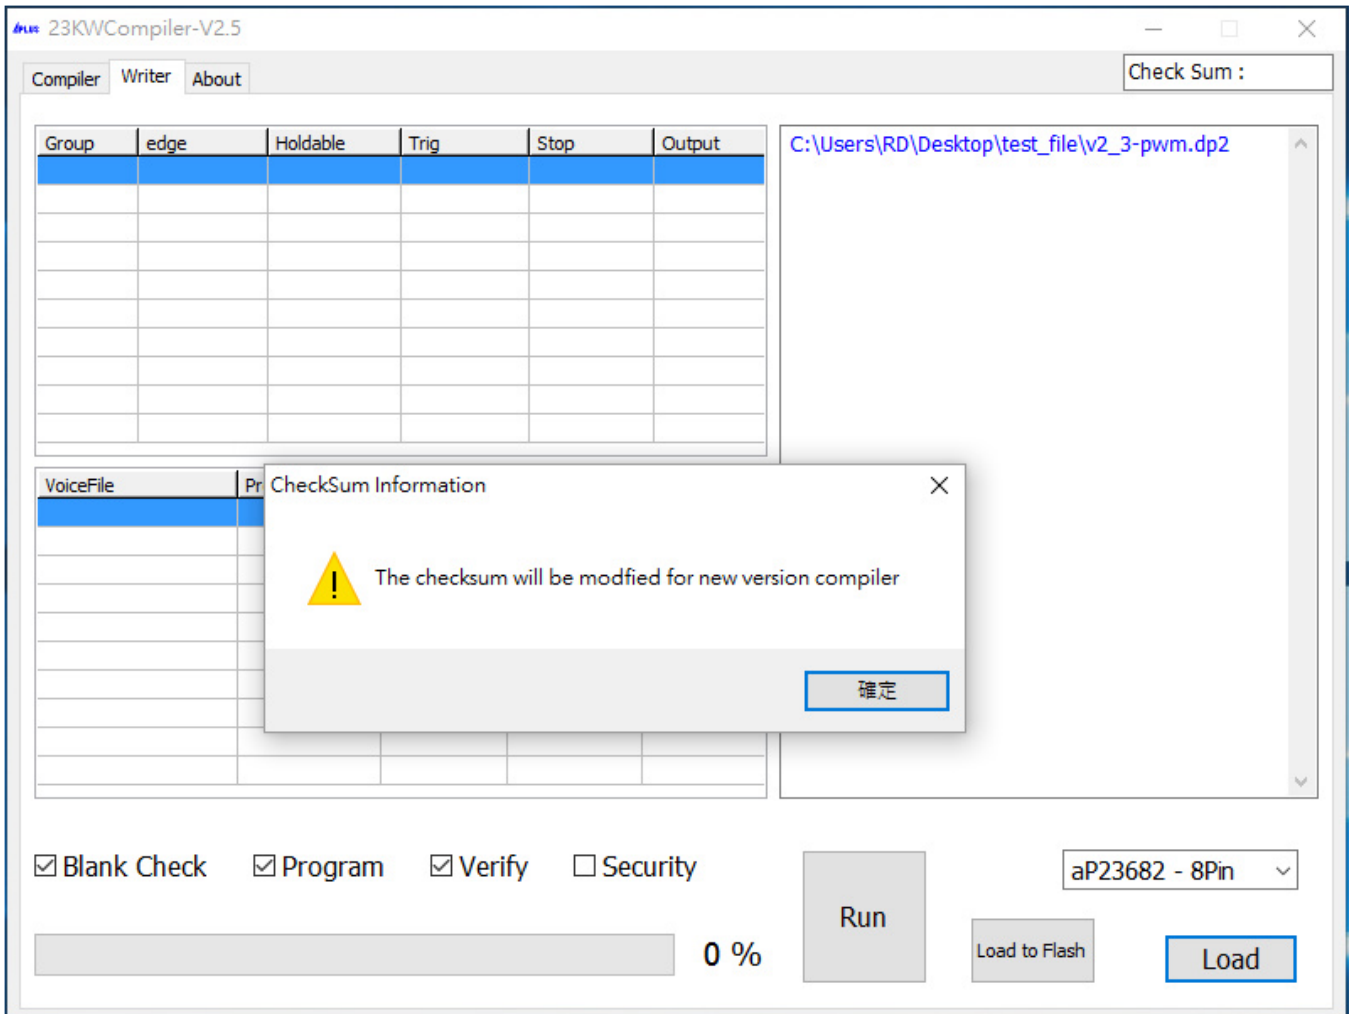 APLUS 23KWCompiler-V2.5
Compiler Writer About
Check Sum :
Group edge Holdable Trig Stop Output
C:\Users\RD\Desktop\test_file\v2_3-pwm.dp2
VoiceFile Pr
CheckSum Information
The checksum will be modfied for new version compiler
確定
Blank Check Program Verify Security
aP23682 - 8Pin
Run
Load to Flash
Load
0 %